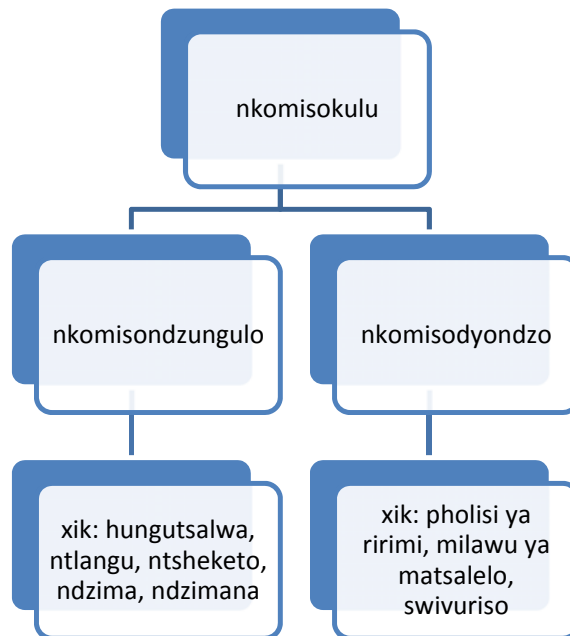 nkomisokulu
nkomisondzungulo
nkomisodyondzo
xik: hungutsalwa,
ntlangu, ntsheketo,
ndzima, ndzimana
xik: pholisi ya
ririmi, milawu ya
matsalelo,
swivuriso